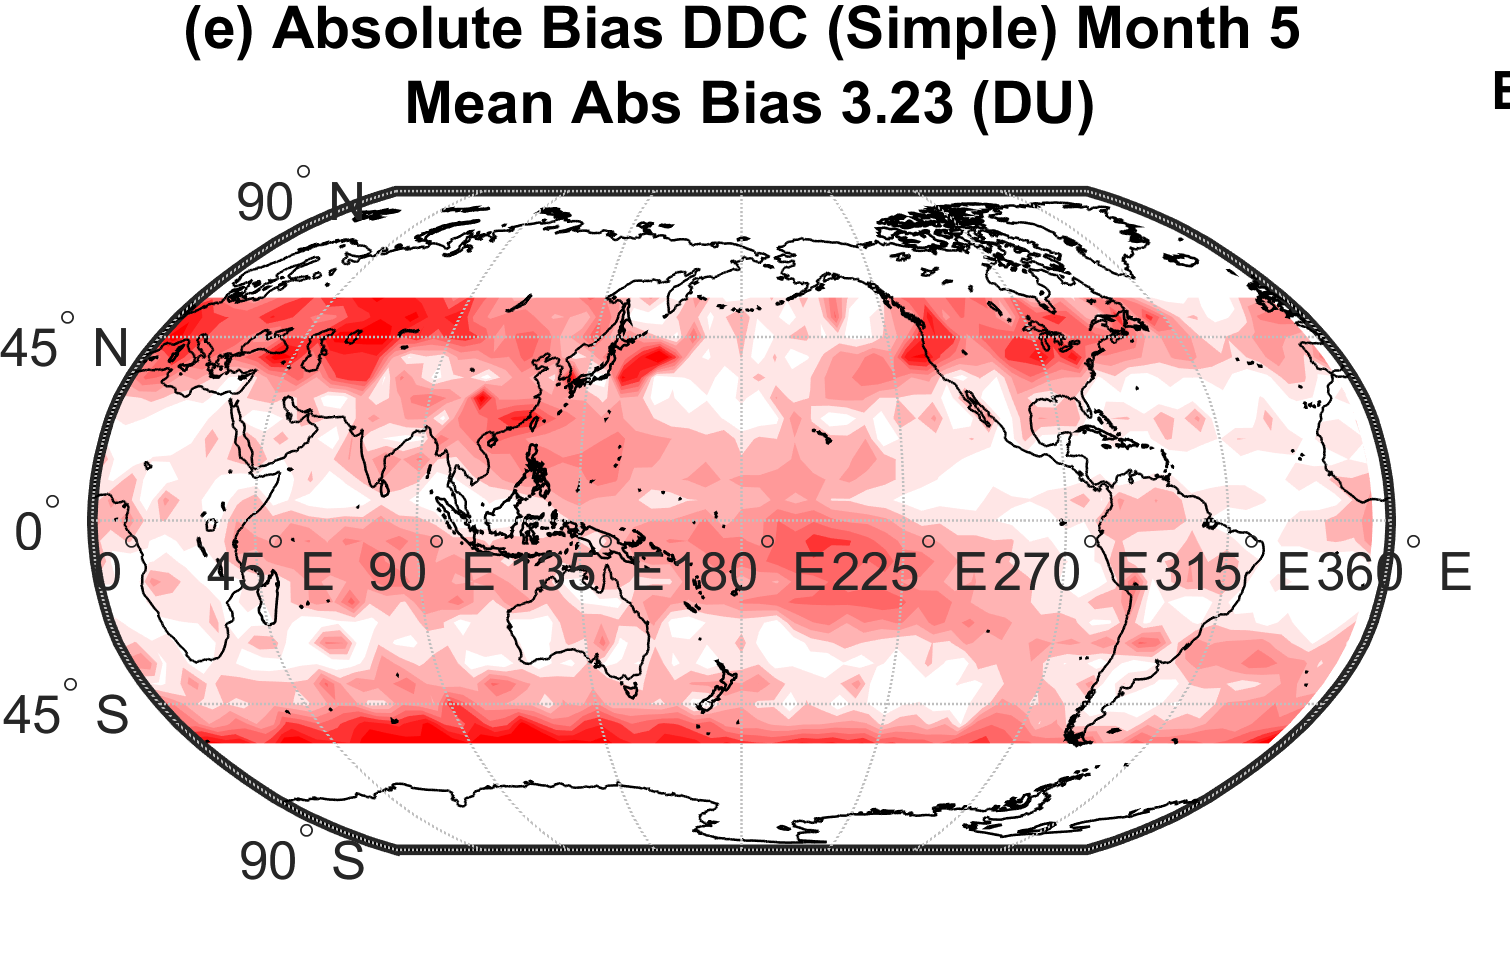 (e) Absolute Bias DDC (Simple) Month 5
Mean Abs Bias 3.23 (DU)
90° N
45° N
0°
0° 45° E 90° E 135° E 180° E 225° E 270° E 315° E 360° E
45° S
90° S